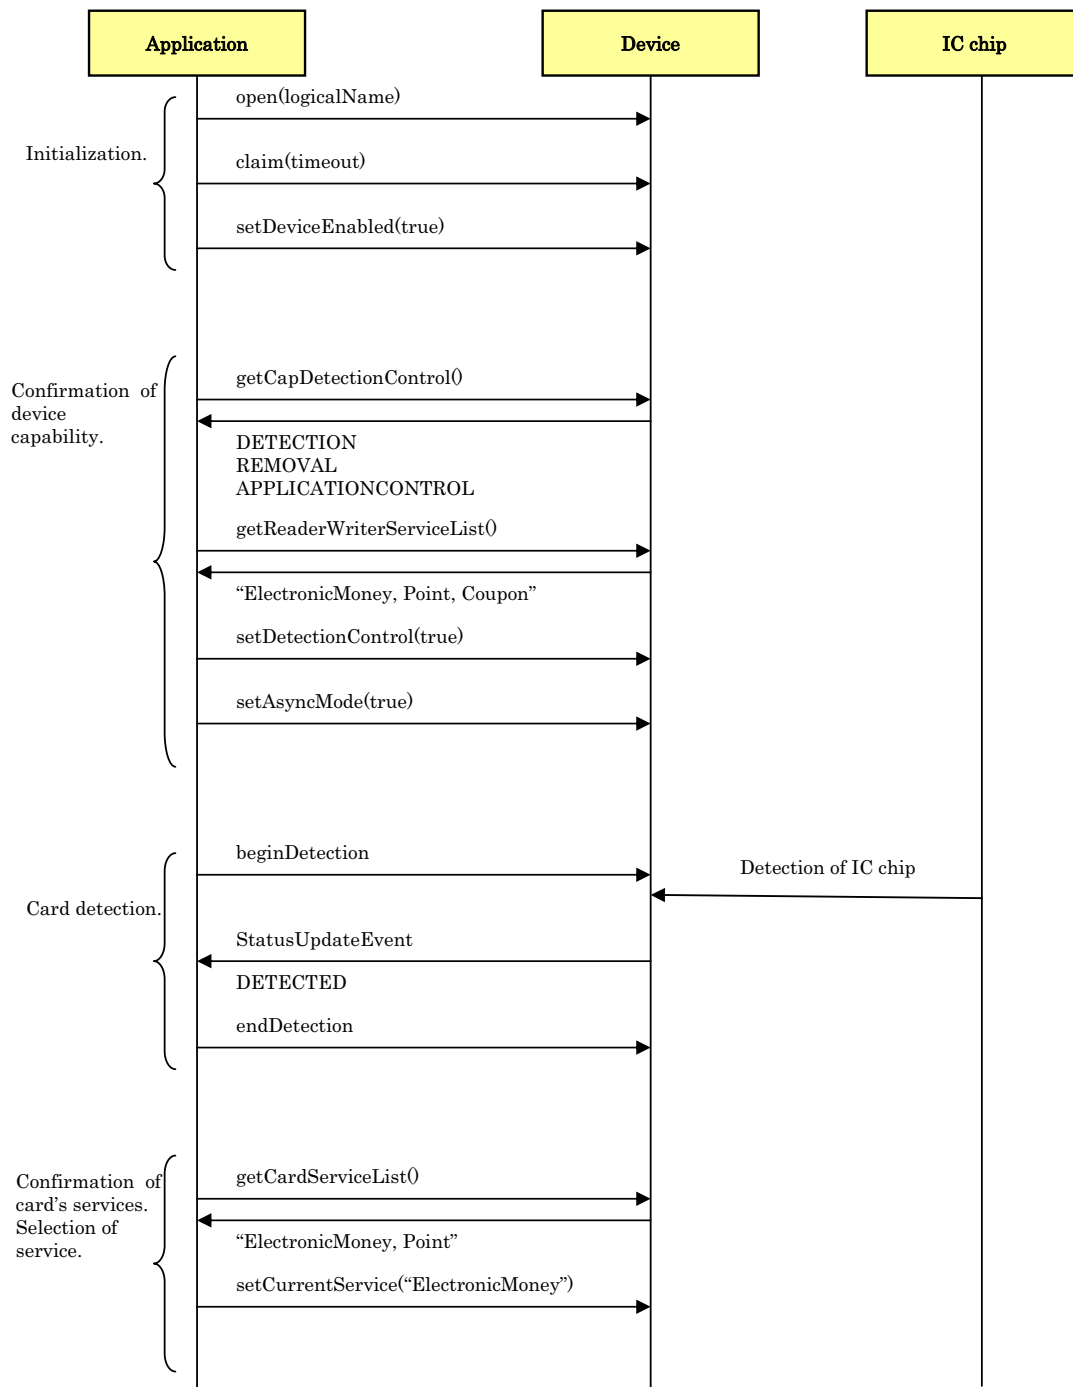 Application
Device
IC chip
open(logicalName)
Initialization.
claim(timeout)
setDeviceEnabled(true)
getCapDetectionControl()
Confirmation of
device
capability.
DETECTION
REMOVAL
APPLICATIONCONTROL
getReaderWriterServiceList()
“ElectronicMoney, Point, Coupon”
setDetectionControl(true)
setAsyncMode(true)
beginDetection
Detection of IC chip
Card detection.
StatusUpdateEvent
DETECTED
endDetection
getCardServiceList()
Confirmation of
card’s services.
Selection of
service.
“ElectronicMoney, Point”
setCurrentService(“ElectronicMoney”)